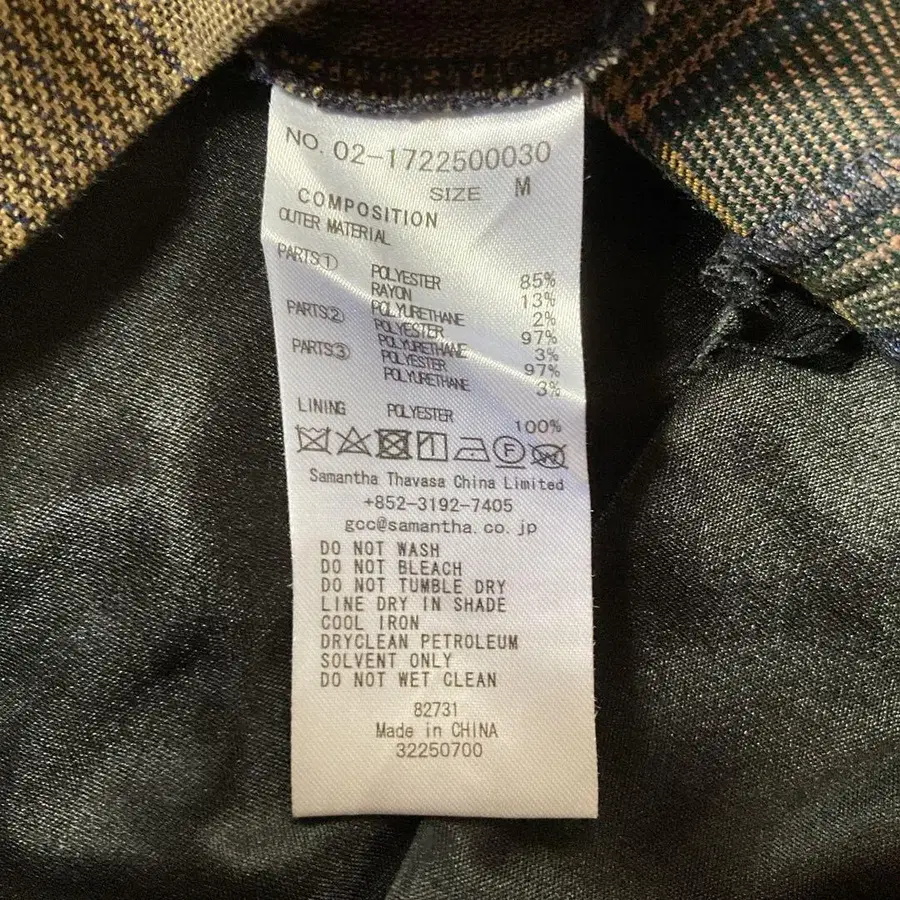 NO. 02-1722500030
SIZE M
COMPOSITION
OUTER MATERIAL
PARTS① POLYESTER 85%
RAYON 13%
POLYURETHANE 2%
PARTS② POLYESTER 97%
POLYURETHANE 3%
PARTS③ POLYESTER 97%
POLYURETHANE 3%
LINING POLYESTER 100%
F W
Samantha Thavasa China Limited
+852-3192-7405
gcc@samantha.co.jp
DO NOT WASH
DO NOT BLEACH
DO NOT TUMBLE DRY
LINE DRY IN SHADE
COOL IRON
DRYCLEAN PETROLEUM
SOLVENT ONLY
DO NOT WET CLEAN
82731
Made in CHINA
32250700